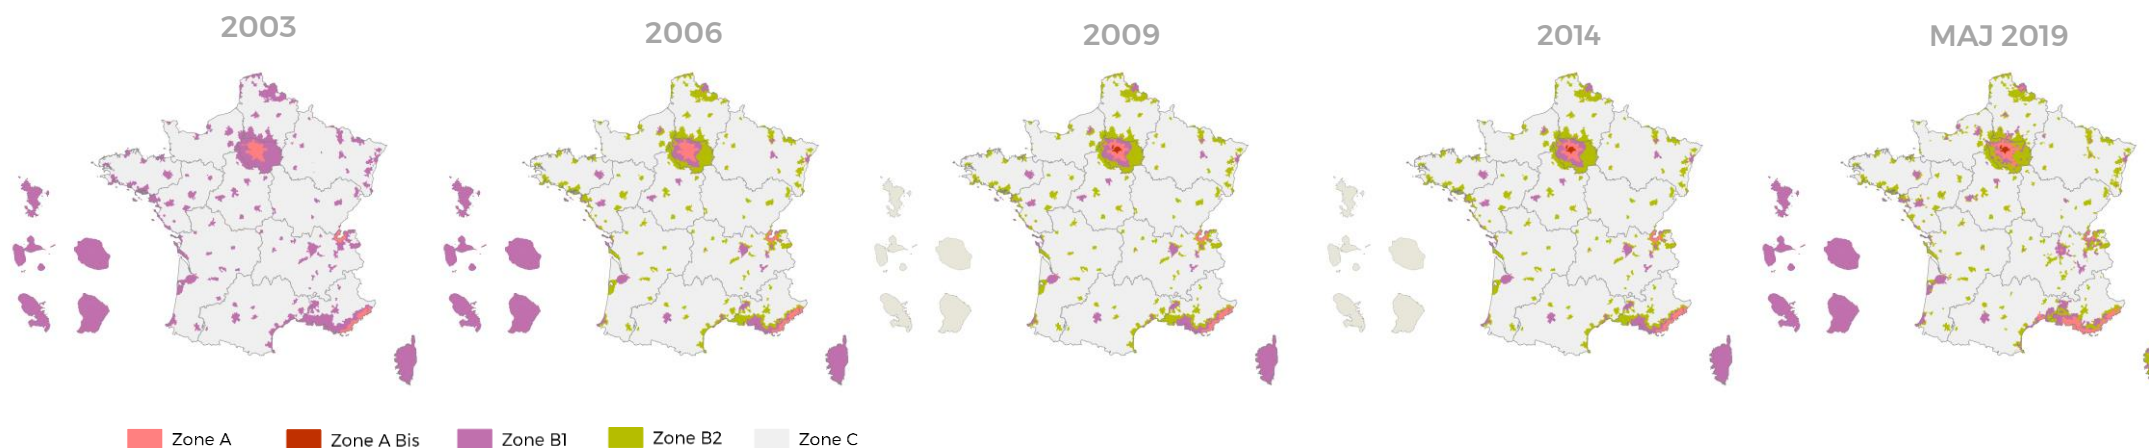 2003
2006
2009
2014
MAJ 2019
Zone A
Zone A Bis
Zone B1
Zone B2
Zone C